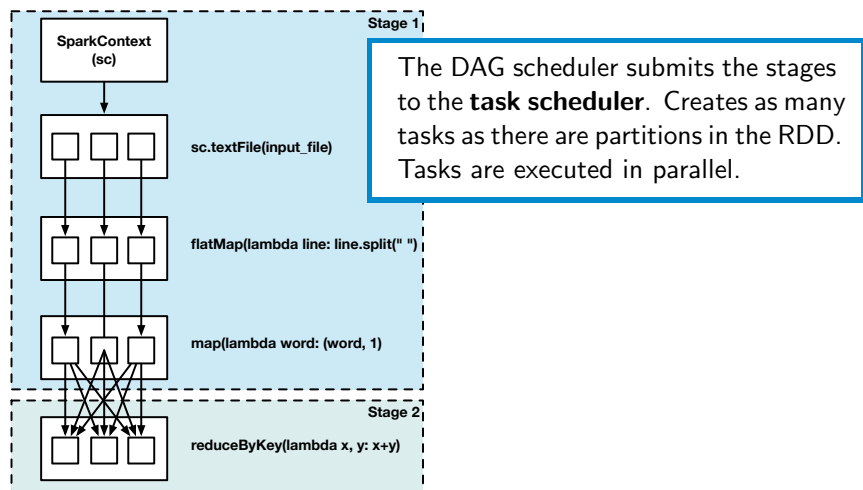 Stage 1
SparkContext
(sc)
The DAG scheduler submits the stages
to the task scheduler. Creates as many
tasks as there are partitions in the RDD.
Tasks are executed in parallel.
sc.textFile(input_file)
flatMap(lambda line: line.split(" ")
map(lambda word: (word, 1)
Stage 2
reduceByKey(lambda x, y: x+y)